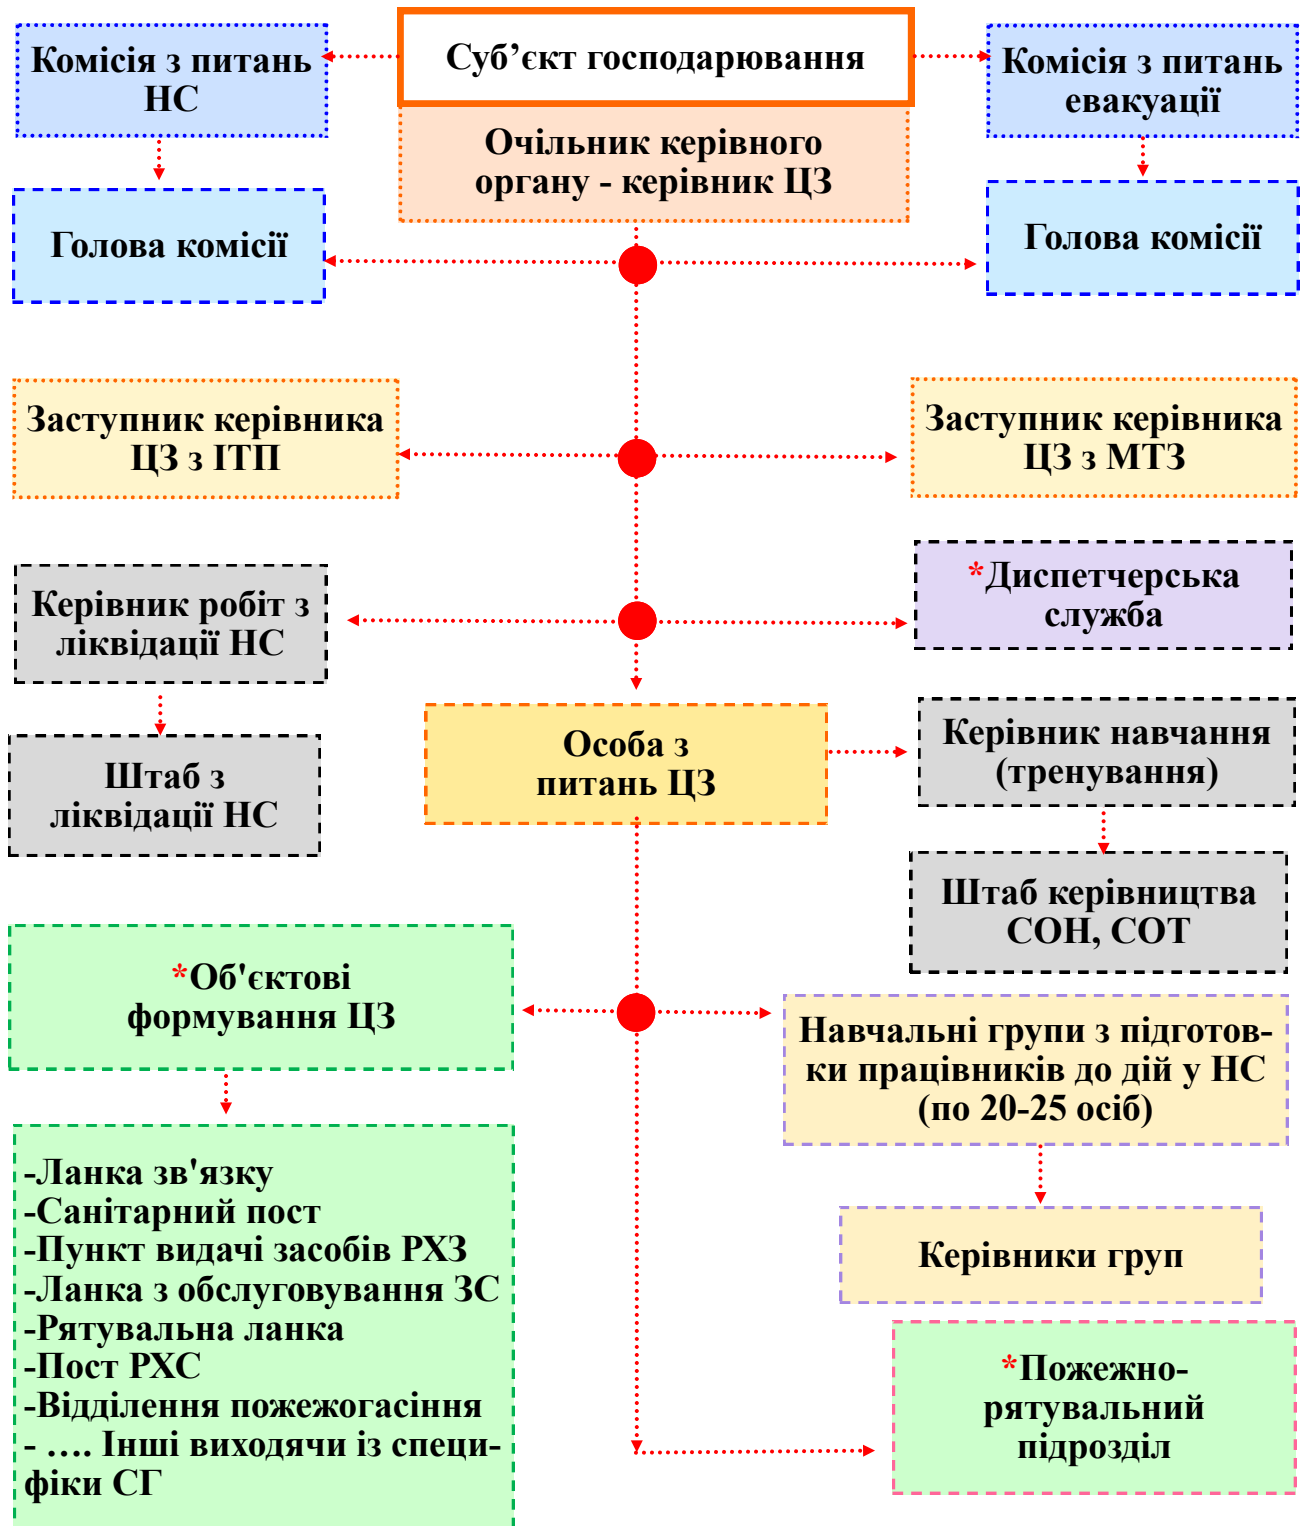 Комісія з питань
НС
Суб’єкт господарювання
Комісія з питань
евакуації
Очільник керівного
органу - керівник ЦЗ
Голова комісії
Голова комісії
Заступник керівника
ЦЗ з ІТП
Заступник керівника
ЦЗ з МТЗ
Керівник робіт з
ліквідації НС
*Диспетчерська
служба
Штаб з
ліквідації НС
Особа з
питань ЦЗ
Керівник навчання
(тренування)
Штаб керівництва
СОН, СОТ
*Об'єктові
формування ЦЗ
Навчальні групи з підготов-
ки працівників до дій у НС
(по 20-25 осіб)
-Ланка зв'язку
-Санітарний пост
-Пункт видачі засобів РХЗ
-Ланка з обслуговування ЗС
-Рятувальна ланка
-Пост РХС
-Відділення пожежогасіння
- …. Інші виходячи із специ-
фіки СГ
Керівники груп
*Пожежно-
рятувальний
підрозділ